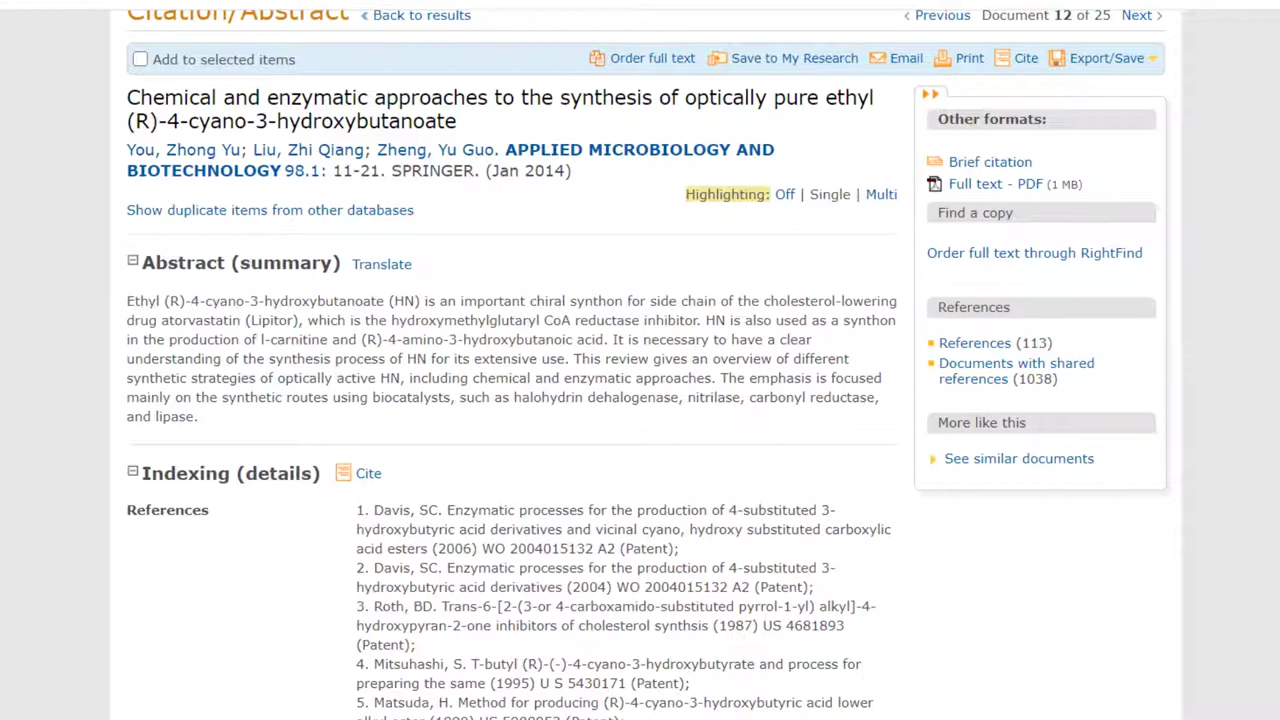 Citation/Abstract
Back to results
Previous Document 12 of 25 Next
Add to selected items
Order full text Save to My Research Email Print Cite Export/Save
Chemical and enzymatic approaches to the synthesis of optically pure ethyl
(R)-4-cyano-3-hydroxybutanoate
You, Zhong Yu; Liu, Zhi Qiang; Zheng, Yu Guo. APPLIED MICROBIOLOGY AND
BIOTECHNOLOGY 98.1: 11-21. SPRINGER. (Jan 2014)
Highlighting: Off | Single | Multi
Show duplicate items from other databases
Abstract (summary) Translate
Ethyl (R)-4-cyano-3-hydroxybutanoate (HN) is an important chiral synthon for side chain of the cholesterol-lowering
drug atorvastatin (Lipitor), which is the hydroxymethylglutaryl CoA reductase inhibitor. HN is also used as a synthon
in the production of l-carnitine and (R)-4-amino-3-hydroxybutanoic acid. It is necessary to have a clear
understanding of the synthesis process of HN for its extensive use. This review gives an overview of different
synthetic strategies of optically active HN, including chemical and enzymatic approaches. The emphasis is focused
mainly on the synthetic routes using biocatalysts, such as halohydrin dehalogenase, nitrilase, carbonyl reductase,
and lipase.
Indexing (details) Cite
References
1. Davis, SC. Enzymatic processes for the production of 4-substituted 3-
hydroxybutyric acid derivatives and vicinal cyano, hydroxy substituted carboxylic
acid esters (2006) WO 2004015132 A2 (Patent);
2. Davis, SC. Enzymatic processes for the production of 4-substituted 3-
hydroxybutyric acid derivatives (2004) WO 2004015132 A2 (Patent);
3. Roth, BD. Trans-6-[2-(3-or 4-carboxamido-substituted pyrrol-1-yl) alkyl]-4-
hydroxypyran-2-one inhibitors of cholesterol synthsis (1987) US 4681893
(Patent);
4. Mitsuhashi, S. T-butyl (R)-(-)-4-cyano-3-hydroxybutyrate and process for
preparing the same (1995) U S 5430171 (Patent);
5. Matsuda, H. Method for producing (R)-4-cyano-3-hydroxybutyric acid lower
Other formats:
Brief citation
Full text - PDF (1 MB)
Find a copy
Order full text through RightFind
References
References (113)
Documents with shared
references (1038)
More like this
See similar documents